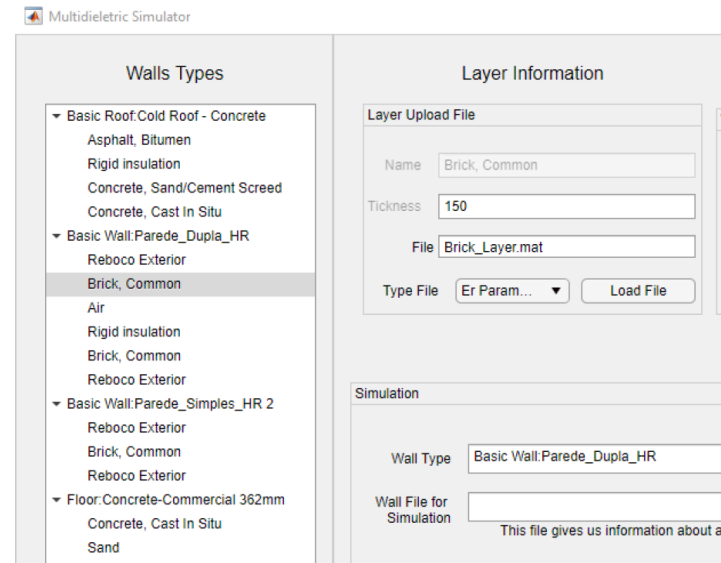 Multidieletric Simulator
Walls Types
Basic Roof:Cold Roof - Concrete
Asphalt, Bitumen
Rigid insulation
Concrete, Sand/Cement Screed
Concrete, Cast In Situ
Basic Wall:Parede_Dupla_HR
Reboco Exterior
Brick, Common
Air
Rigid insulation
Brick, Common
Reboco Exterior
Basic Wall:Parede_Simples_HR 2
Reboco Exterior
Brick, Common
Reboco Exterior
Floor:Concrete-Commercial 362mm
Concrete, Cast In Situ
Sand
Layer Information
Layer Upload File
Name Brick, Common
Tickness 150
File Brick_Layer.mat
Type File Er Param... Load File
Simulation
Wall Type Basic Wall:Parede_Dupla_HR
Wall File for
Simulation
This file gives us information about a